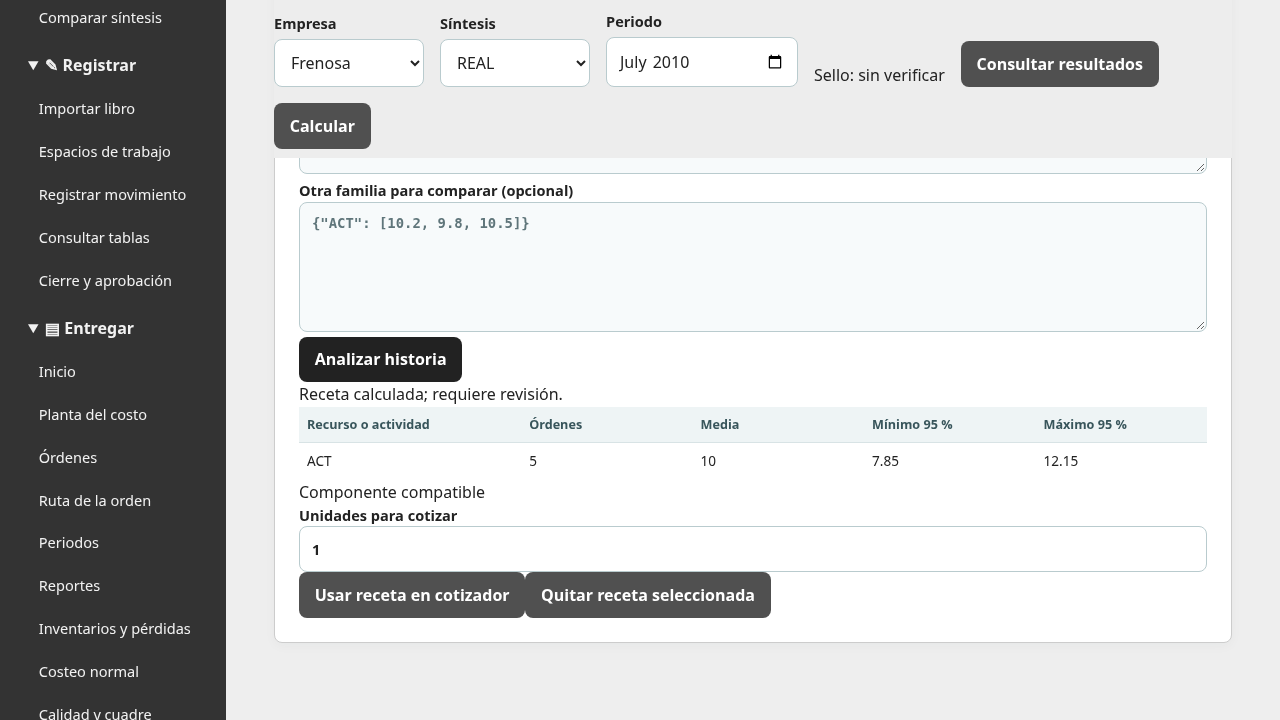 Comparar síntesis
▼ ✎ Registrar
Importar libro
Espacios de trabajo
Registrar movimiento
Consultar tablas
Cierre y aprobación
▼ ▤ Entregar
Inicio
Planta del costo
Órdenes
Ruta de la orden
Periodos
Reportes
Inventarios y pérdidas
Costeo normal
Calidad y cuadre
Empresa
Frenosa
Síntesis
REAL
Periodo
July 2010
Sello: sin verificar
Consultar resultados
Calcular
Otra familia para comparar (opcional)
{"ACT": [10.2, 9.8, 10.5]}
Analizar historia
Receta calculada; requiere revisión.
Recurso o actividad Órdenes Media Mínimo 95 % Máximo 95 %
ACT 5 10 7.85 12.15
Componente compatible
Unidades para cotizar
1
Usar receta en cotizador Quitar receta seleccionada